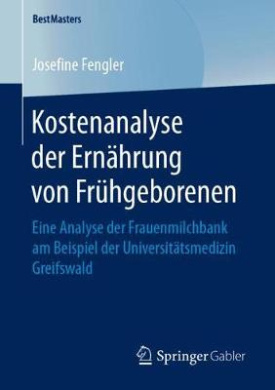 BestMasters
Josefine Fengler
Kostenanalyse
der Ernährung
von Frühgeborenen
Eine Analyse der Frauenmilchbank
am Beispiel der Universitätsmedizin
Greifswald
Springer Gabler